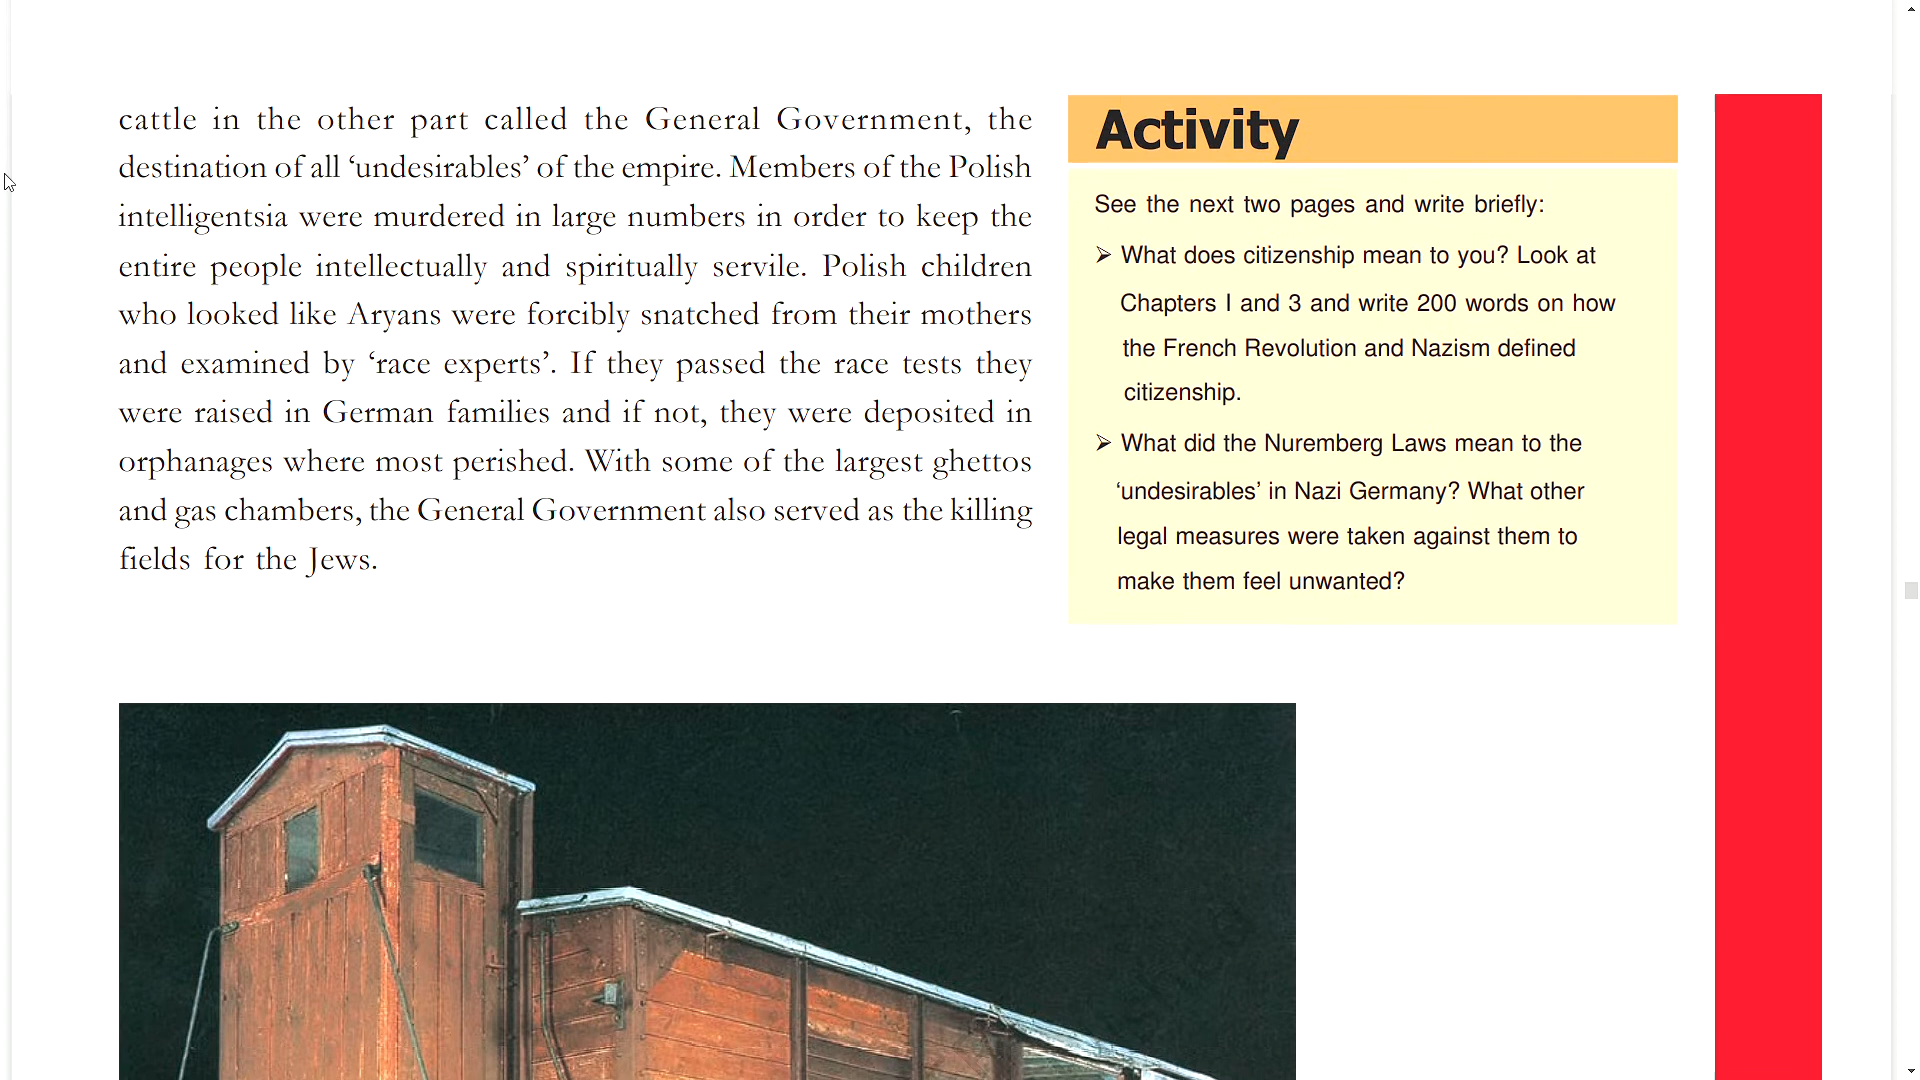 cattle in the other part called the General Government, the
destination of all ‘undesirables’ of the empire. Members of the Polish
intelligentsia were murdered in large numbers in order to keep the
entire people intellectually and spiritually servile. Polish children
who looked like Aryans were forcibly snatched from their mothers
and examined by ‘race experts’. If they passed the race tests they
were raised in German families and if not, they were deposited in
orphanages where most perished. With some of the largest ghettos
and gas chambers, the General Government also served as the killing
fields for the Jews.
Activity
See the next two pages and write briefly:
➢ What does citizenship mean to you? Look at
Chapters I and 3 and write 200 words on how
the French Revolution and Nazism defined
citizenship.
➢ What did the Nuremberg Laws mean to the
‘undesirables’ in Nazi Germany? What other
legal measures were taken against them to
make them feel unwanted?